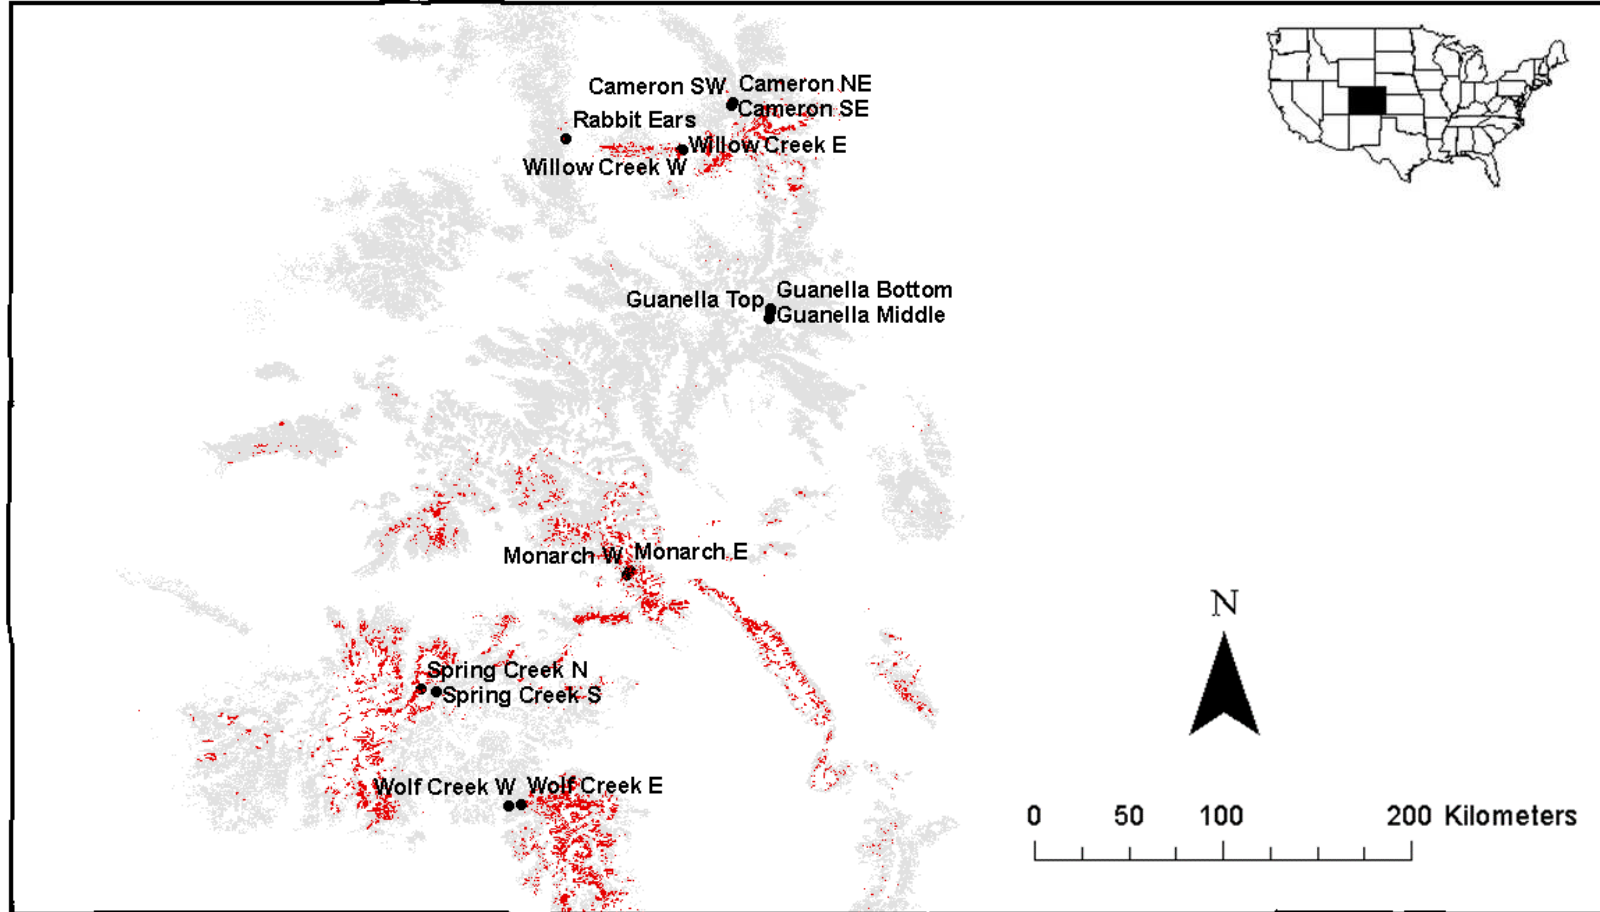 Cameron SW Cameron NE
Cameron SE
Rabbit Ears
Willow Creek E
Willow Creek W
Guanella Bottom
Guanella Top
Guanella Middle
Monarch W Monarch E
N
Spring Creek N
Spring Creek S
Wolf Creek W Wolf Creek E
0 50 100 200 Kilometers